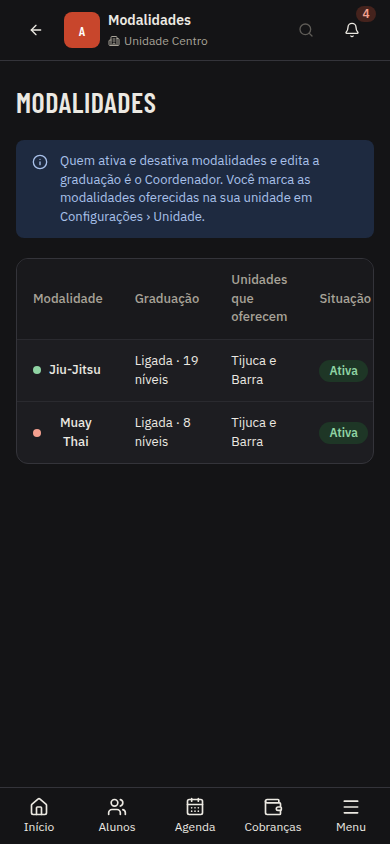 4
A
Modalidades
Unidade Centro
MODALIDADES
Quem ativa e desativa modalidades e edita a
graduação é o Coordenador. Você marca as
modalidades oferecidas na sua unidade em
Configurações › Unidade.
Modalidade
Graduação
Unidades
que
oferecem
Situação
Jiu-Jitsu
Ligada · 19
níveis
Tijuca e
Barra
Ativa
Muay
Thai
Ligada · 8
níveis
Tijuca e
Barra
Ativa
Início
Alunos
Agenda
Cobranças
Menu